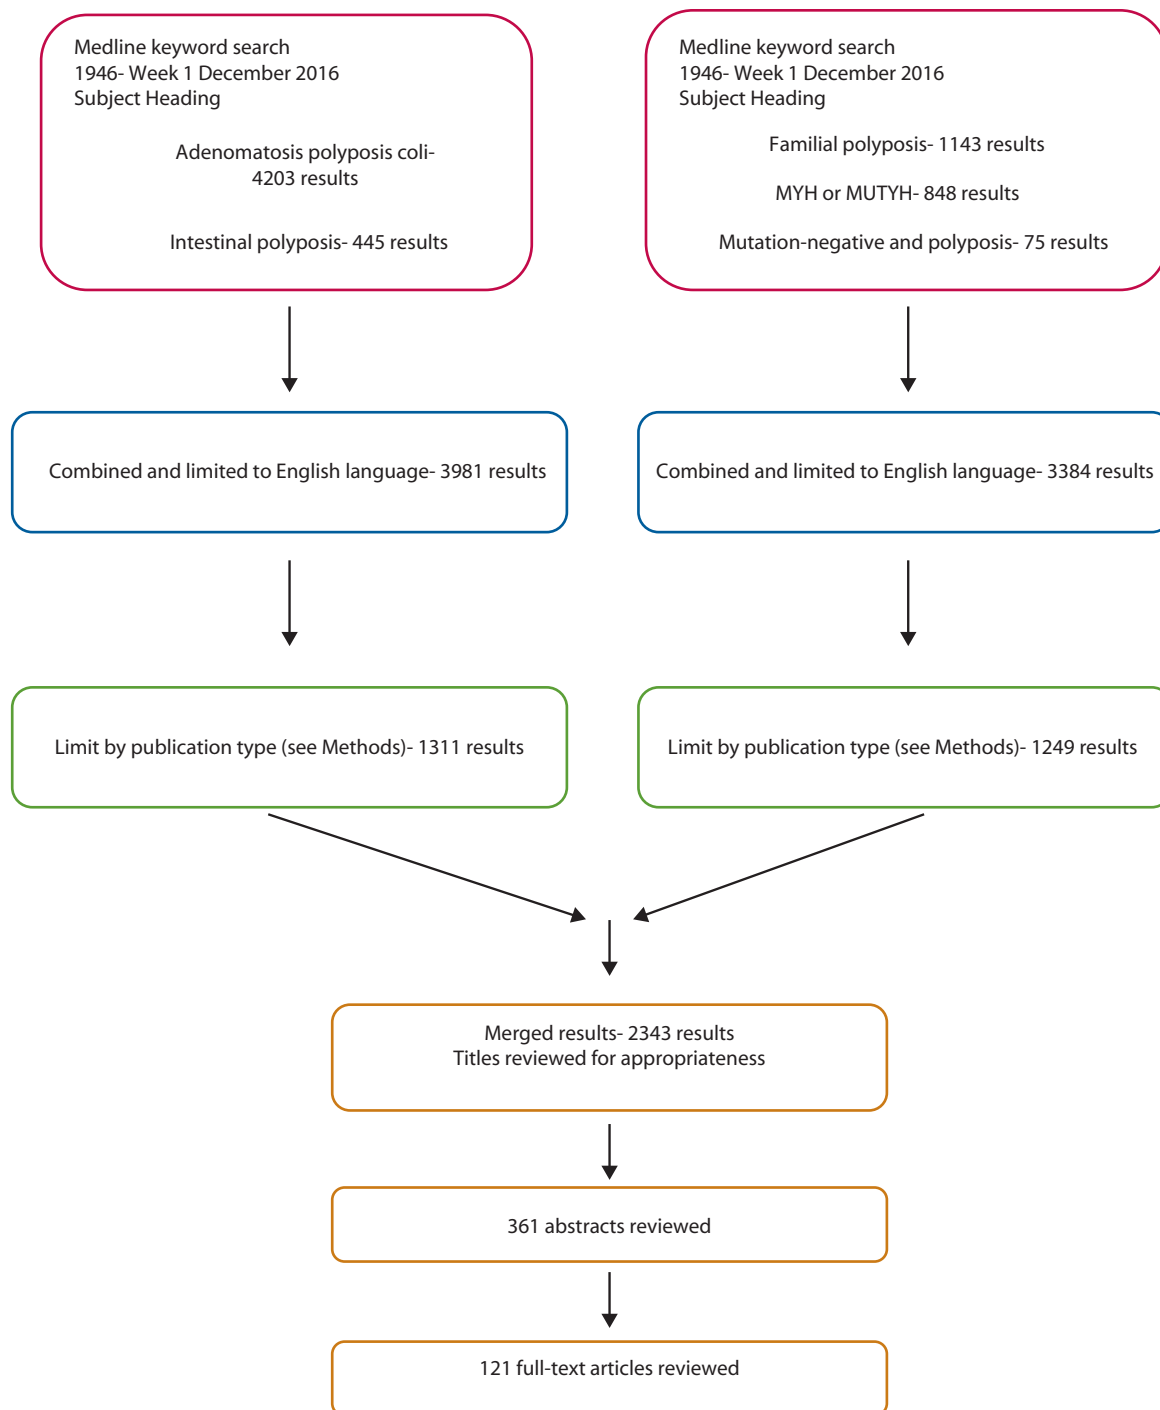 Medline keyword search
1946- Week 1 December 2016
Subject Heading
Adenomatosis polyposis coli-
4203 results
Intestinal polyposis- 445 results
Medline keyword search
1946- Week 1 December 2016
Subject Heading
Familial polyposis- 1143 results
MYH or MUTYH- 848 results
Mutation-negative and polyposis- 75 results
Combined and limited to English language- 3981 results
Combined and limited to English language- 3384 results
Limit by publication type (see Methods)- 1311 results
Limit by publication type (see Methods)- 1249 results
Merged results- 2343 results
Titles reviewed for appropriateness
361 abstracts reviewed
121 full-text articles reviewed